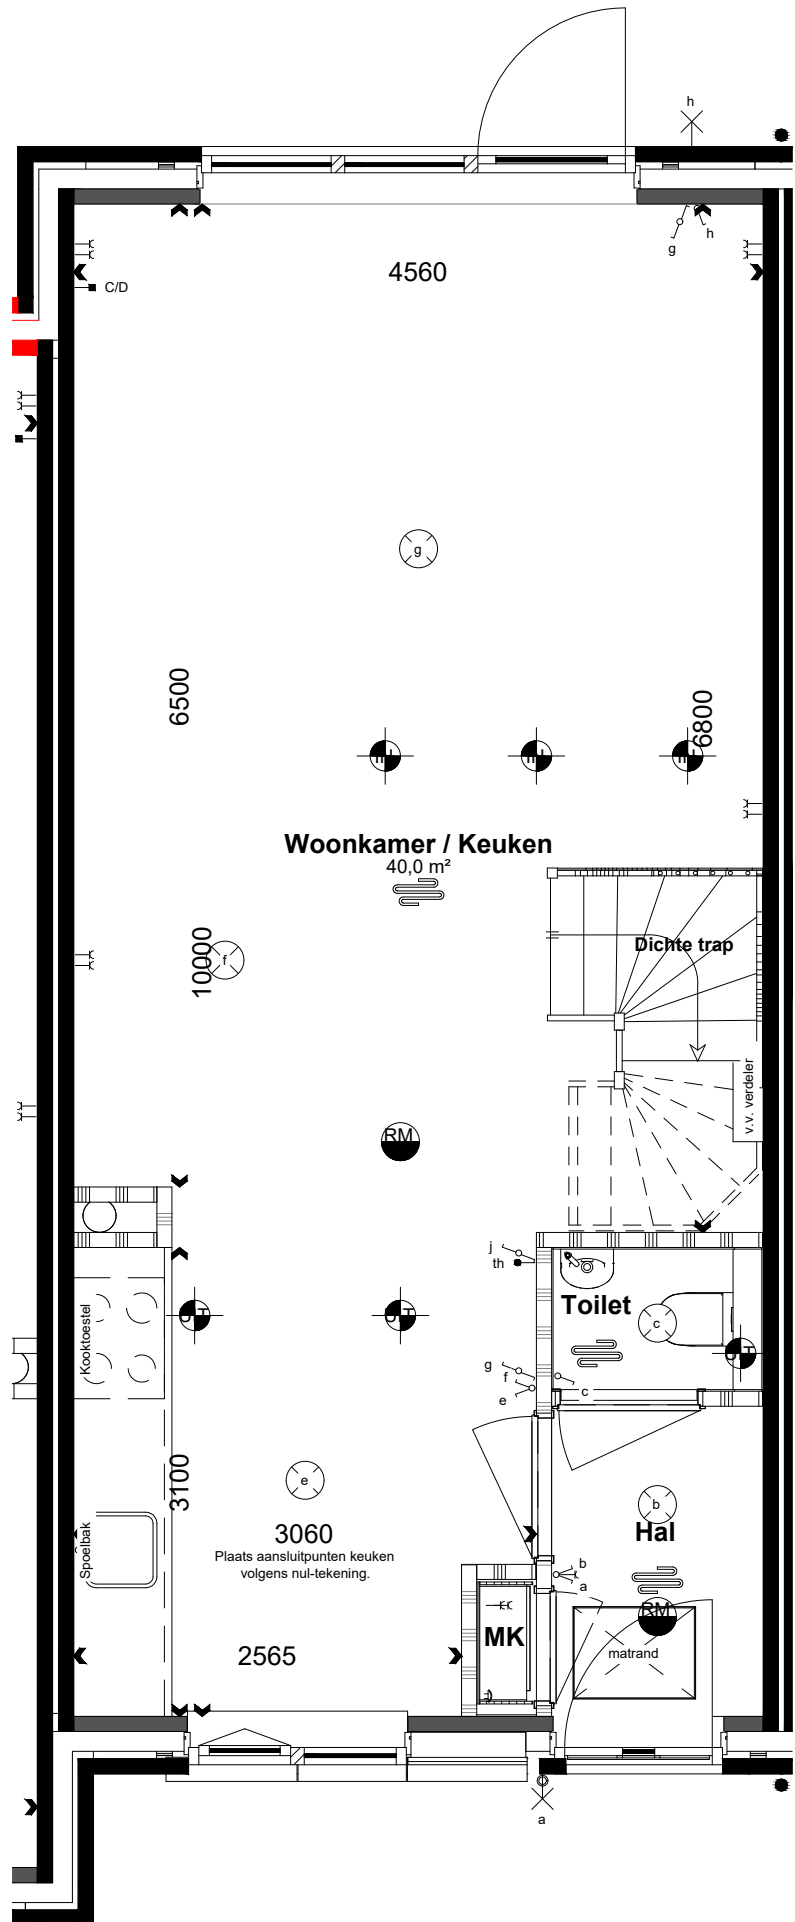 h
g
h
4560
C/D
g
6500
6800
Woonkamer / Keuken
40,0 m²
Dichte trap
10000
f
v.v. verdeler
RM
j
th
Toilet
c
Kooktoestel
g
f
e
c
3100
e
b
Hal
Spoelbak
3060
Plaats aansluitpunten keuken
volgens nul-tekening.
b
a
RM
MK
matrand
2565
a